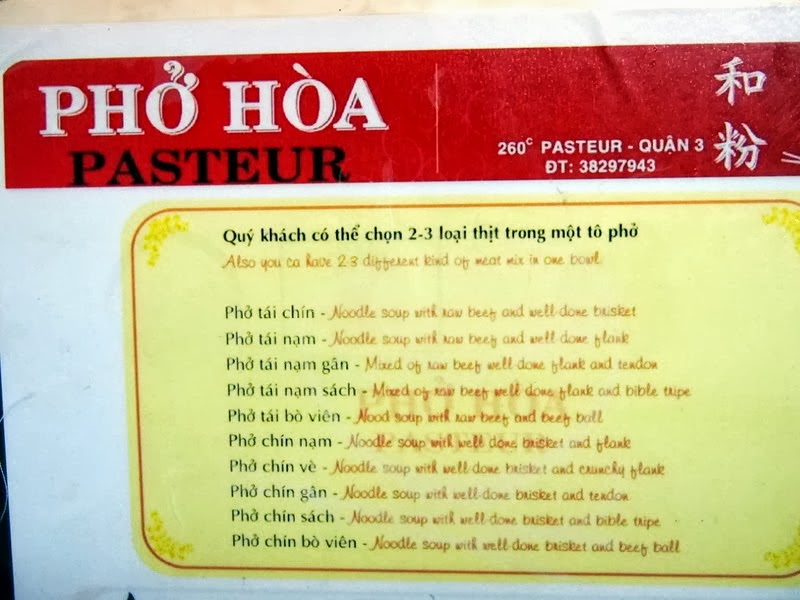 PHỞ HÒA
PASTEUR
260C PASTEUR - QUẬN 3
ĐT: 38297943
和粉
Quý khách có thể chọn 2-3 loại thịt trong một tô phở
Also you ca have 2-3 different kind of meat mix in one bowl.
Phở tái chín - Noodle soup with raw beef and well-done brisket
Phở tái nạm - Noodle soup with raw beef and well done flank
Phở tái nạm gân - Mixed of raw beef well done flank and tendon
Phở tái nạm sách - Mixed of raw beef well done flank and bible tripe
Phở tái bò viên - Nood soup with raw beef and beef ball
Phở chín nạm - Noodle soup with well done brisket and flank
Phở chín vè - Noodle soup with well-done brisket and crunchy flank
Phở chín gân - Noodle soup with well-done brisket and tendon
Phở chín sách - Noodle soup with well-done brisket and bible tripe
Phở chín bò viên - Noodle soup with well-done brisket and beef ball